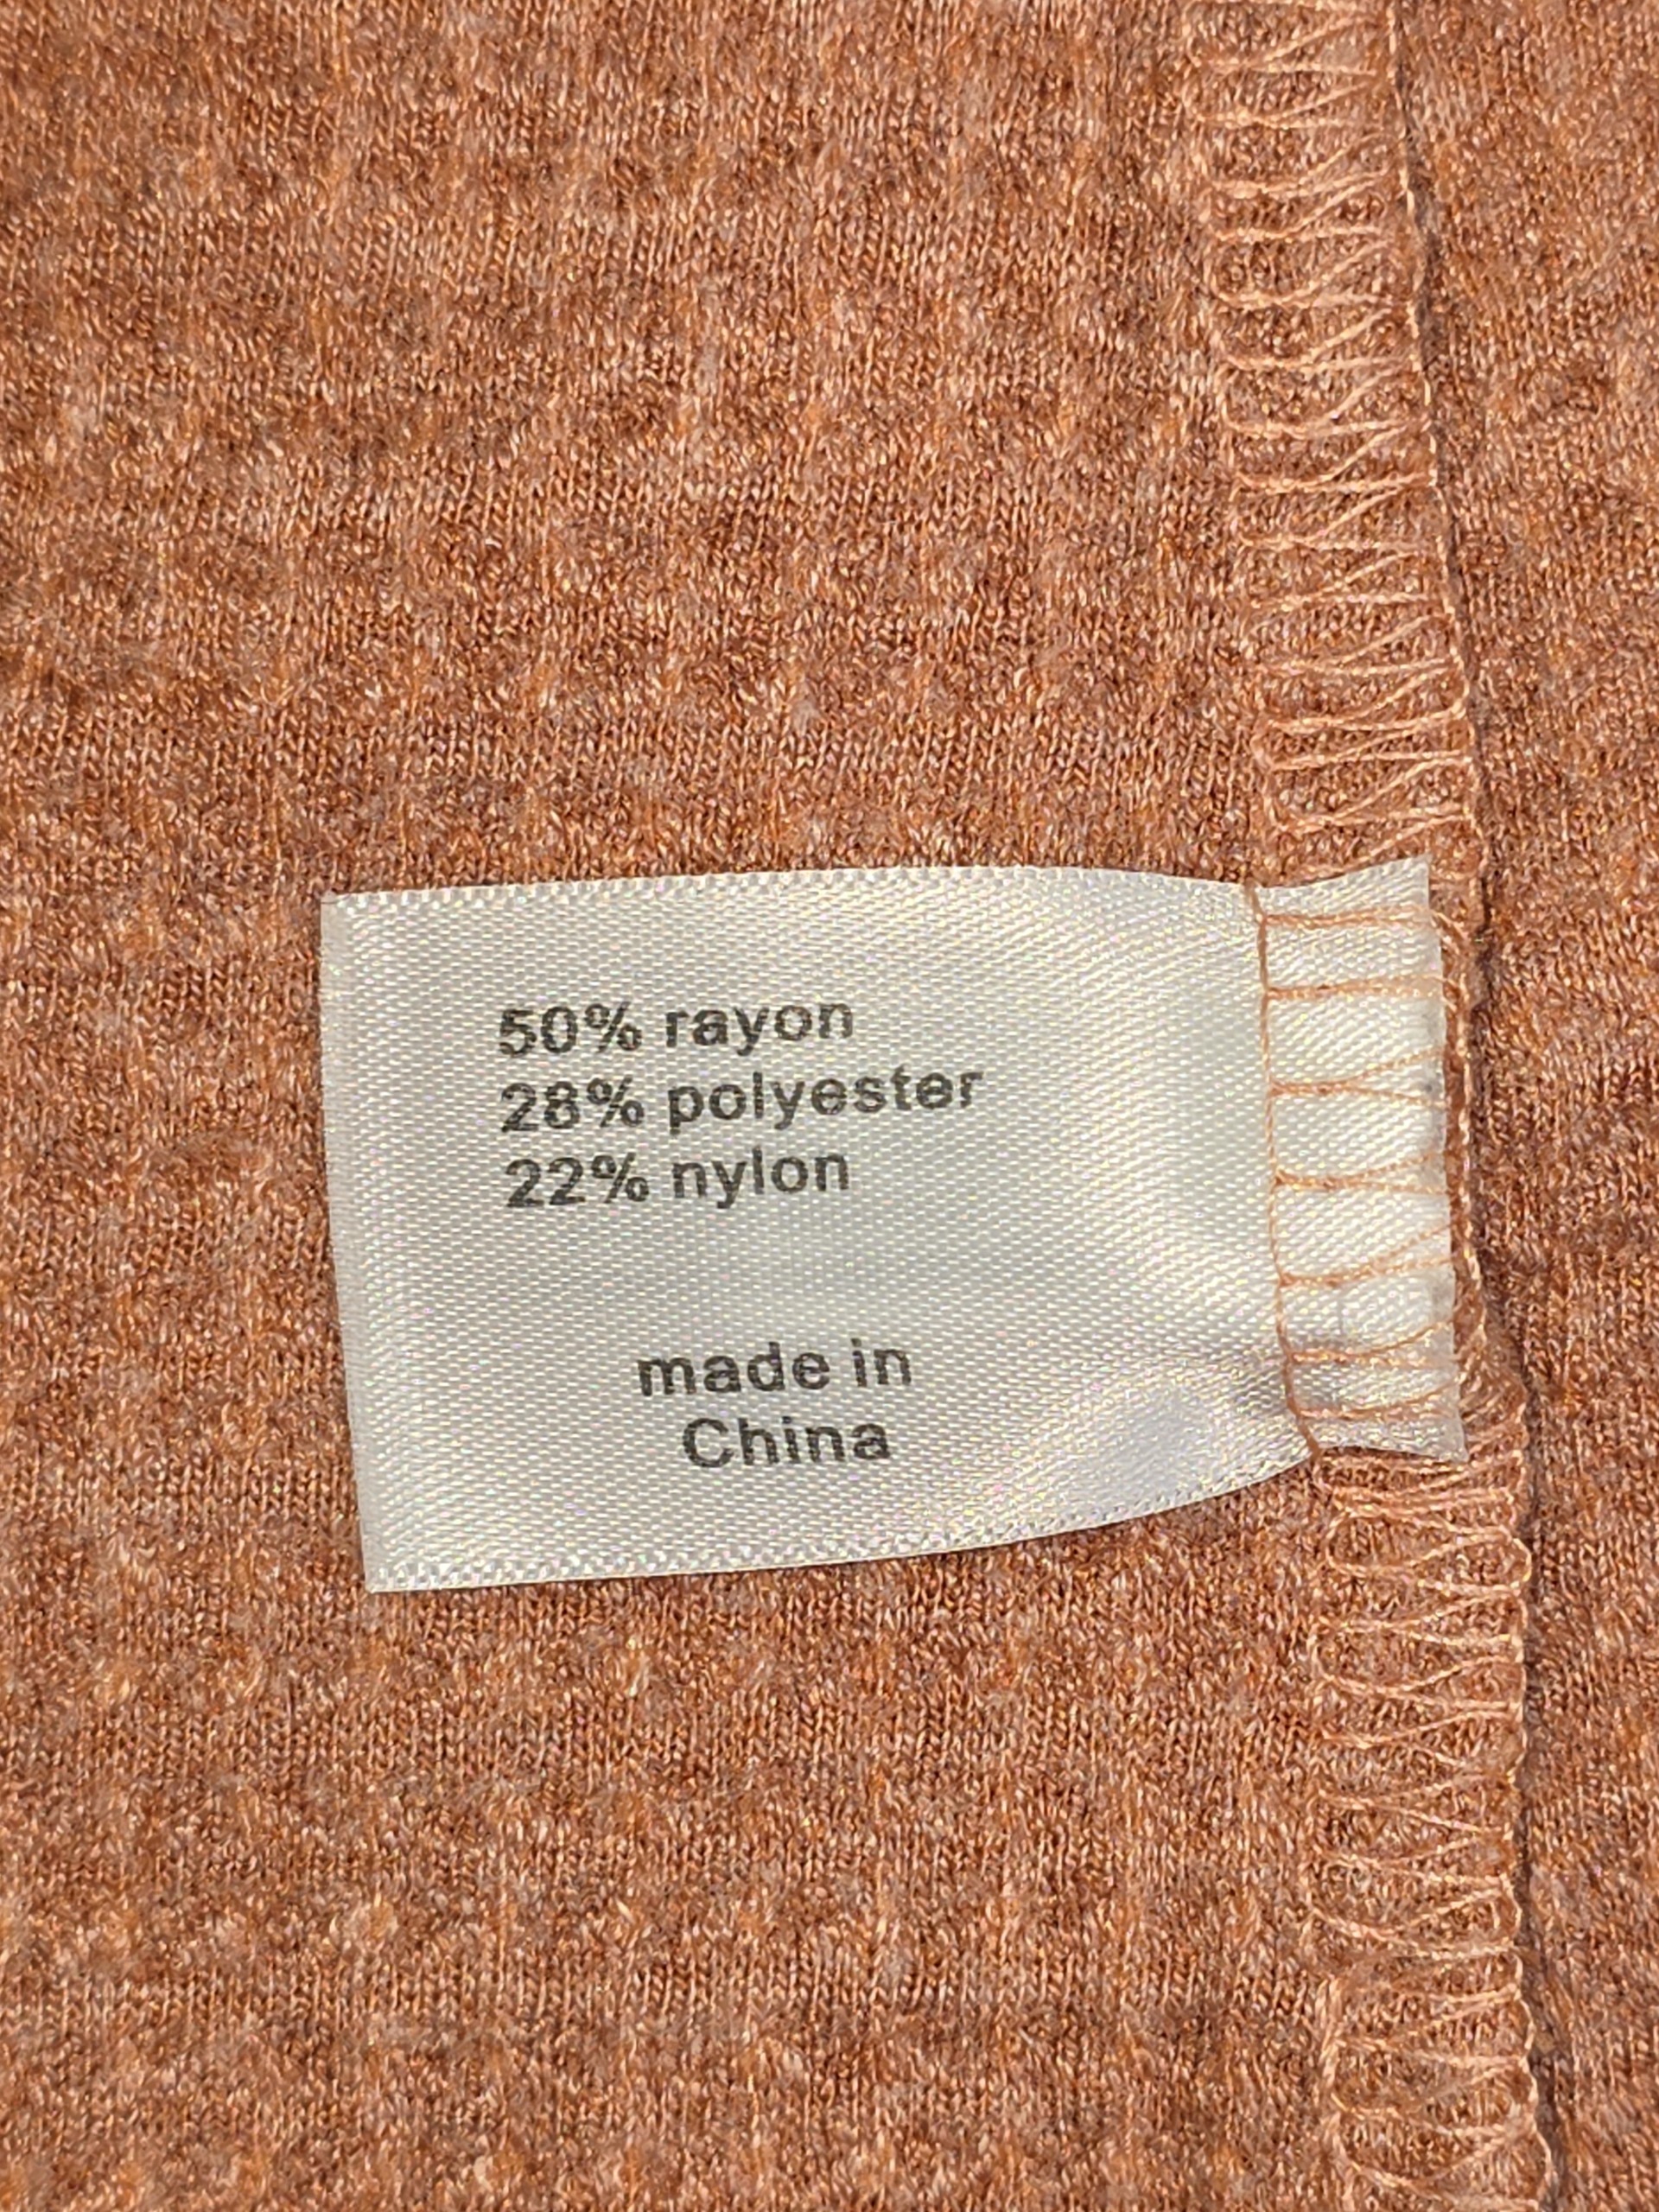 50% rayon
28% polyester
22% nylon
made in
China